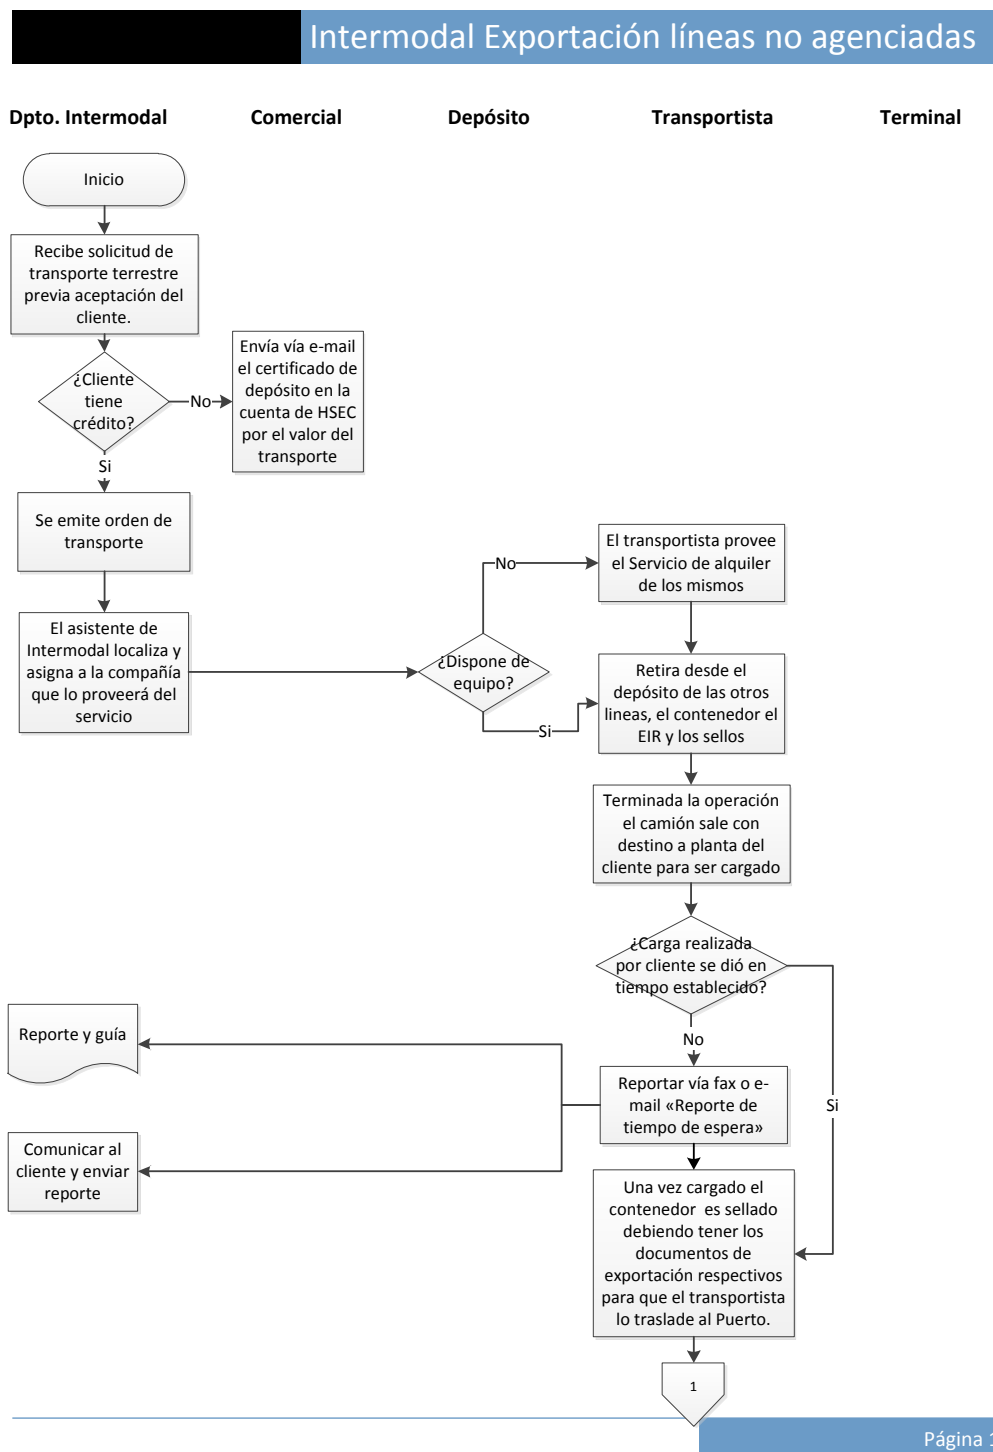 Intermodal Exportación líneas no agenciadas
Dpto. Intermodal
Comercial
Depósito
Transportista
Terminal
Inicio
Recibe solicitud de
transporte terrestre
previa aceptación del
cliente.
¿Cliente
tiene
crédito?
No
Envía vía e-mail
el certificado de
depósito en la
cuenta de HSEC
por el valor del
transporte
Si
Se emite orden de
transporte
El asistente de
Intermodal localiza y
asigna a la compañía
que lo proveerá del
servicio
¿Dispone de
equipo?
No
El transportista provee
el Servicio de alquiler
de los mismos
Si
Retira desde el
depósito de las otros
lineas, el contenedor el
EIR y los sellos
Terminada la operación
el camión sale con
destino a planta del
cliente para ser cargado
¿Carga realizada
por cliente se dió en
tiempo establecido?
No
Si
Reportar vía fax o e-
mail «Reporte de
tiempo de espera»
Reporte y guía
Comunicar al
cliente y enviar
reporte
Una vez cargado el
contenedor  es sellado
debiendo tener los
documentos de
exportación respectivos
para que el transportista
lo traslade al Puerto.
1
Página 1